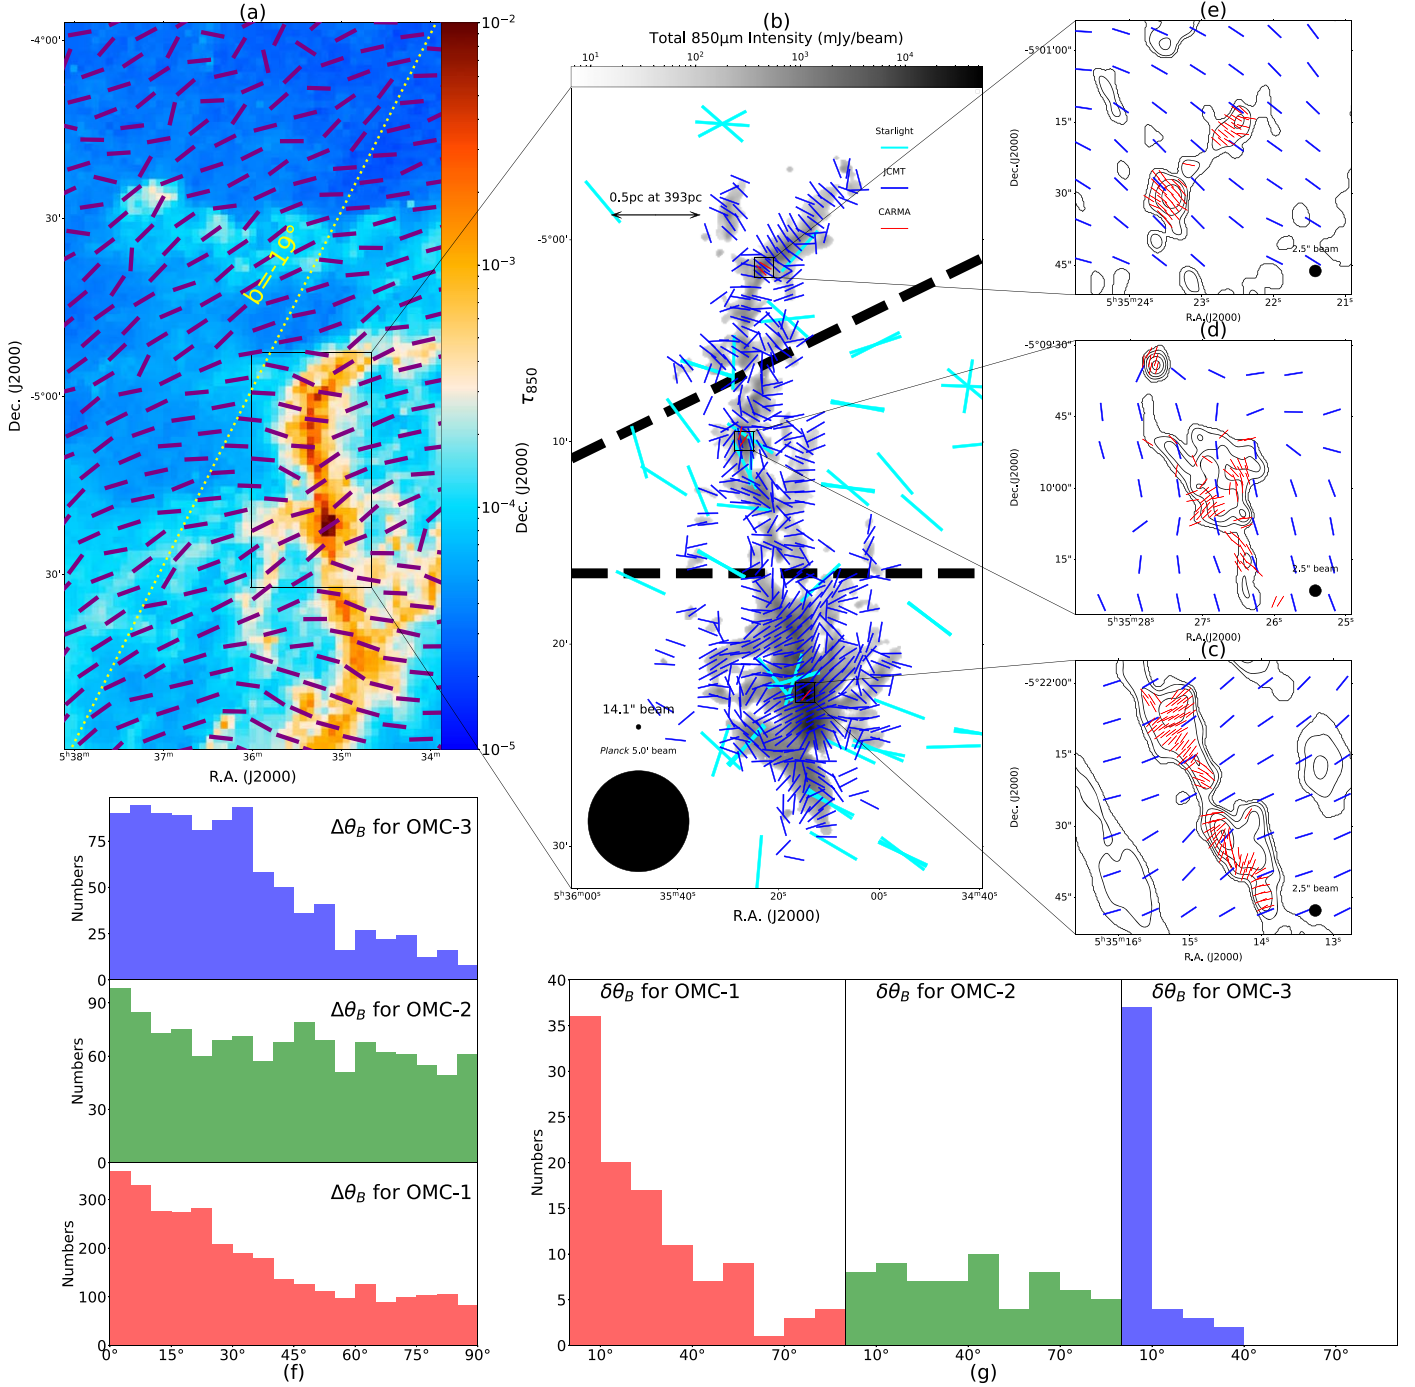 (a)
-4°00'
30'
-5°00'
30'
Dec. (J2000)
5ʰ38ᵐ 37ᵐ 36ᵐ 35ᵐ 34ᵐ
R.A. (J2000)
b=-19°
10⁻²
10⁻³
10⁻⁴
10⁻⁵
τ850
(b)
Total 850μm Intensity (mJy/beam)
10¹ 10² 10³ 10⁴
Starlight
JCMT
CARMA
0.5pc at 393pc
-5°00'
10'
20'
30'
Dec. (J2000)
14.1" beam
Planck 5.0' beam
5ʰ36ᵐ00ˢ 35ᵐ40ˢ 20ˢ 00ˢ 34ᵐ40ˢ
R.A. (J2000)
(e)
-5°01'00"
15"
30"
45"
Dec.(J2000)
2.5" beam
5ʰ35ᵐ24ˢ 23ˢ 22ˢ 21ˢ
R.A.(J2000)
(d)
-5°09'30"
45"
10'00"
15"
Dec.(J2000)
2.5" beam
5ʰ35ᵐ28ˢ 27ˢ 26ˢ 25ˢ
R.A.(J2000)
(c)
-5°22'00"
15"
30"
45"
Dec. (J2000)
2.5" beam
5ʰ35ᵐ16ˢ 15ˢ 14ˢ 13ˢ
R.A. (J2000)
ΔθB for OMC-3
75
50
25
0
Numbers
ΔθB for OMC-2
90
60
30
0
Numbers
ΔθB for OMC-1
300
200
100
0
Numbers
0° 15° 30° 45° 60° 75° 90°
(f)
δθB for OMC-1
δθB for OMC-2
δθB for OMC-3
40
35
30
25
20
15
10
5
0
Numbers
10° 40° 70° 10° 40° 70° 10° 40° 70°
(g)